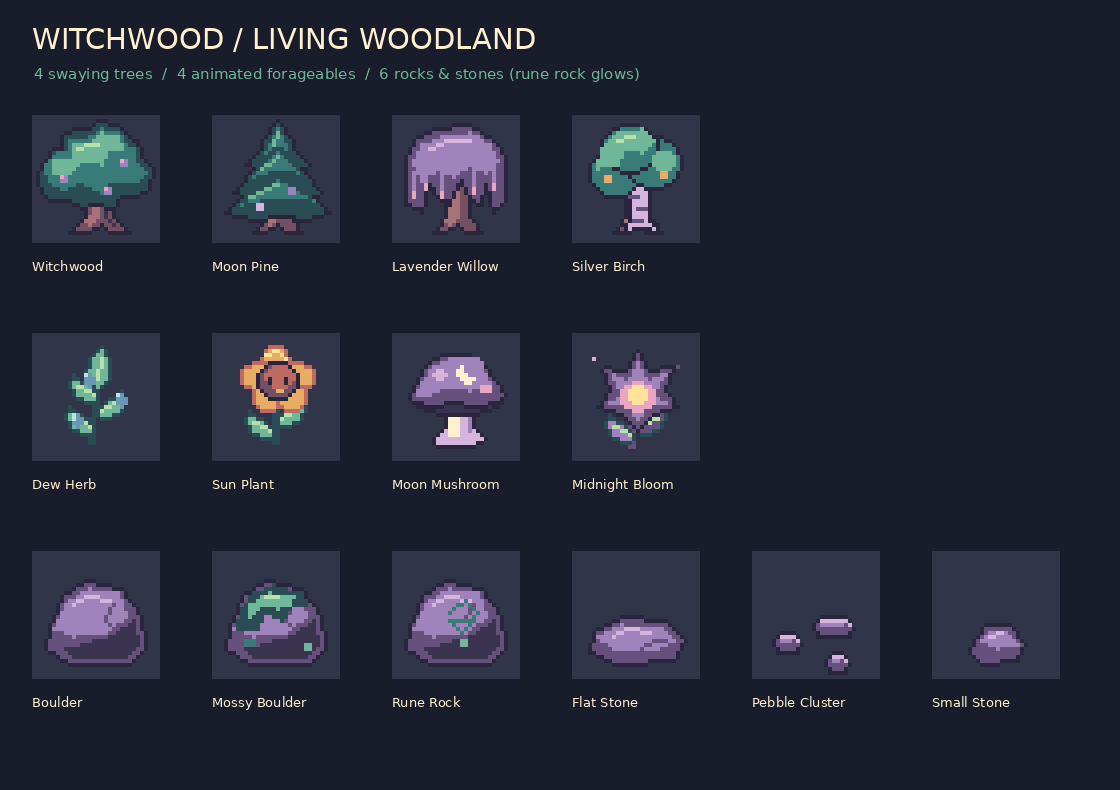 WITCHWOOD / LIVING WOODLAND
4 swaying trees / 4 animated forageables / 6 rocks & stones (rune rock glows)
Witchwood
Moon Pine
Lavender Willow
Silver Birch
Dew Herb
Sun Plant
Moon Mushroom
Midnight Bloom
Boulder
Mossy Boulder
Rune Rock
Flat Stone
Pebble Cluster
Small Stone